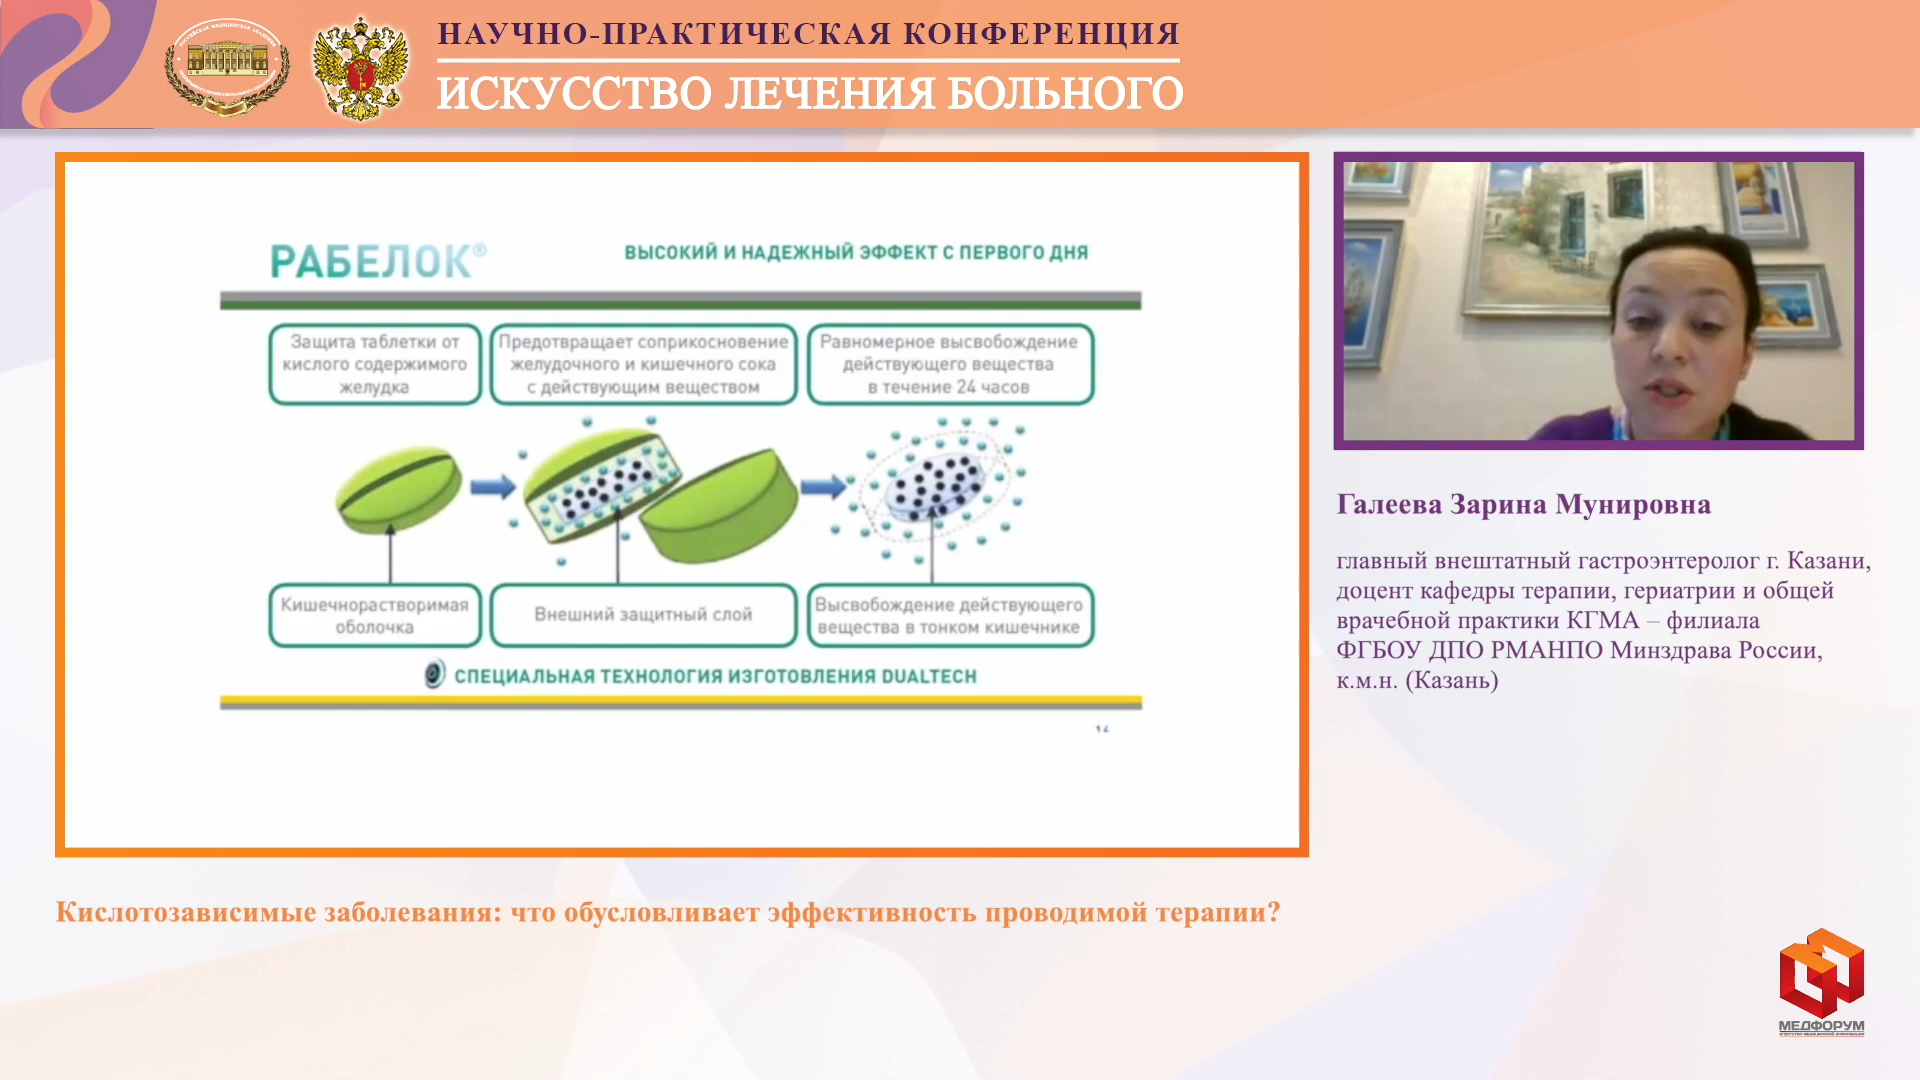 НАУЧНО-ПРАКТИЧЕСКАЯ КОНФЕРЕНЦИЯ
ИСКУССТВО ЛЕЧЕНИЯ БОЛЬНОГО
РАБЕЛОК®
ВЫСОКИЙ И НАДЕЖНЫЙ ЭФФЕКТ С ПЕРВОГО ДНЯ
Защита таблетки от
кислого содержимого
желудка
Предотвращает соприкосновение
желудочного и кишечного сока
с действующим веществом
Равномерное высвобождение
действующего вещества
в течение 24 часов
Кишечнорастворимая
оболочка
Внешний защитный слой
Высвобождение действующего
вещества в тонком кишечнике
СПЕЦИАЛЬНАЯ ТЕХНОЛОГИЯ ИЗГОТОВЛЕНИЯ DUALTECH
Галеева Зарина Мунировна
главный внештатный гастроэнтеролог г. Казани,
доцент кафедры терапии, гериатрии и общей
врачебной практики КГМА – филиала
ФГБОУ ДПО РМАНПО Минздрава России,
к.м.н. (Казань)
Кислотозависимые заболевания: что обусловливает эффективность проводимой терапии?
МЕДФОРУМ